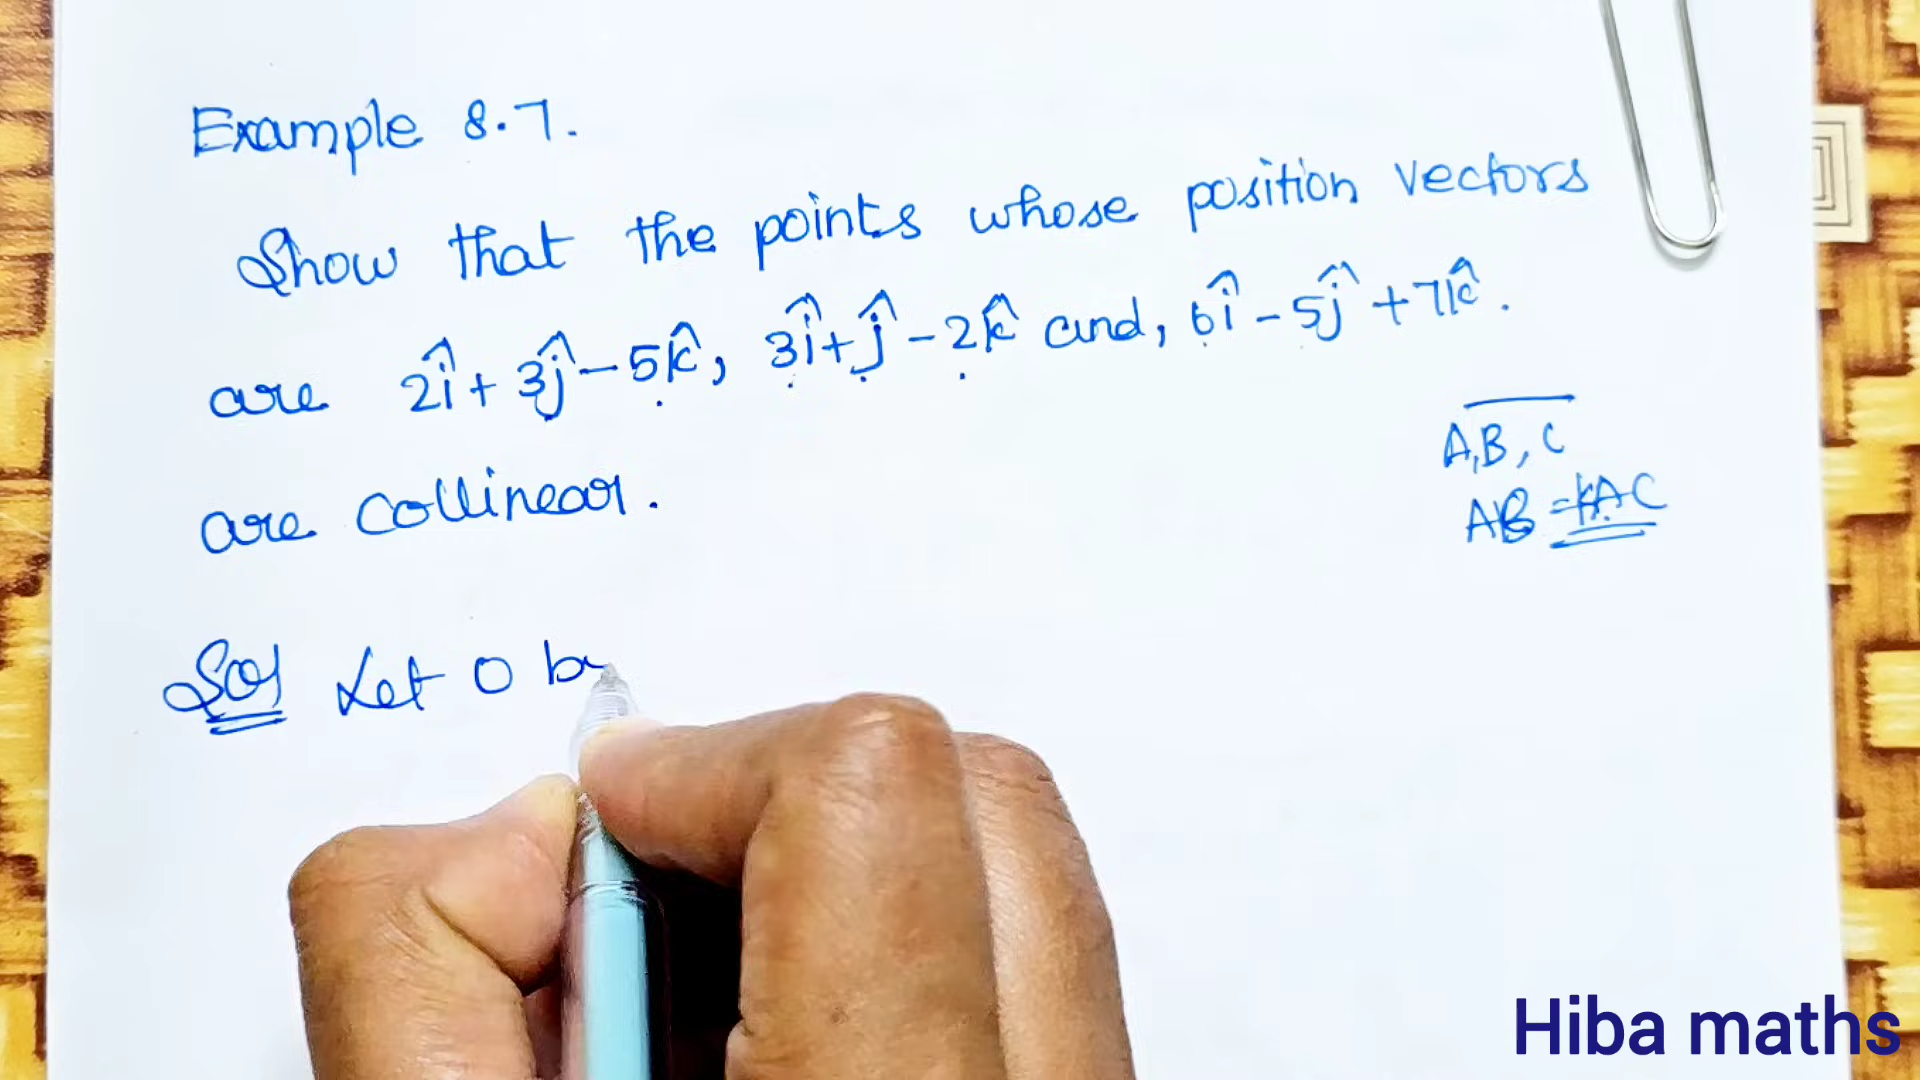 Example 8.7.
Show that the points whose position vectors
are 2î + 3ĵ - 5k̂, 3î + ĵ - 2k̂ and, 6î - 5ĵ + 7k̂.
are collinear.
A,B,C
AB = kAC
Sol Let O be
Hiba maths